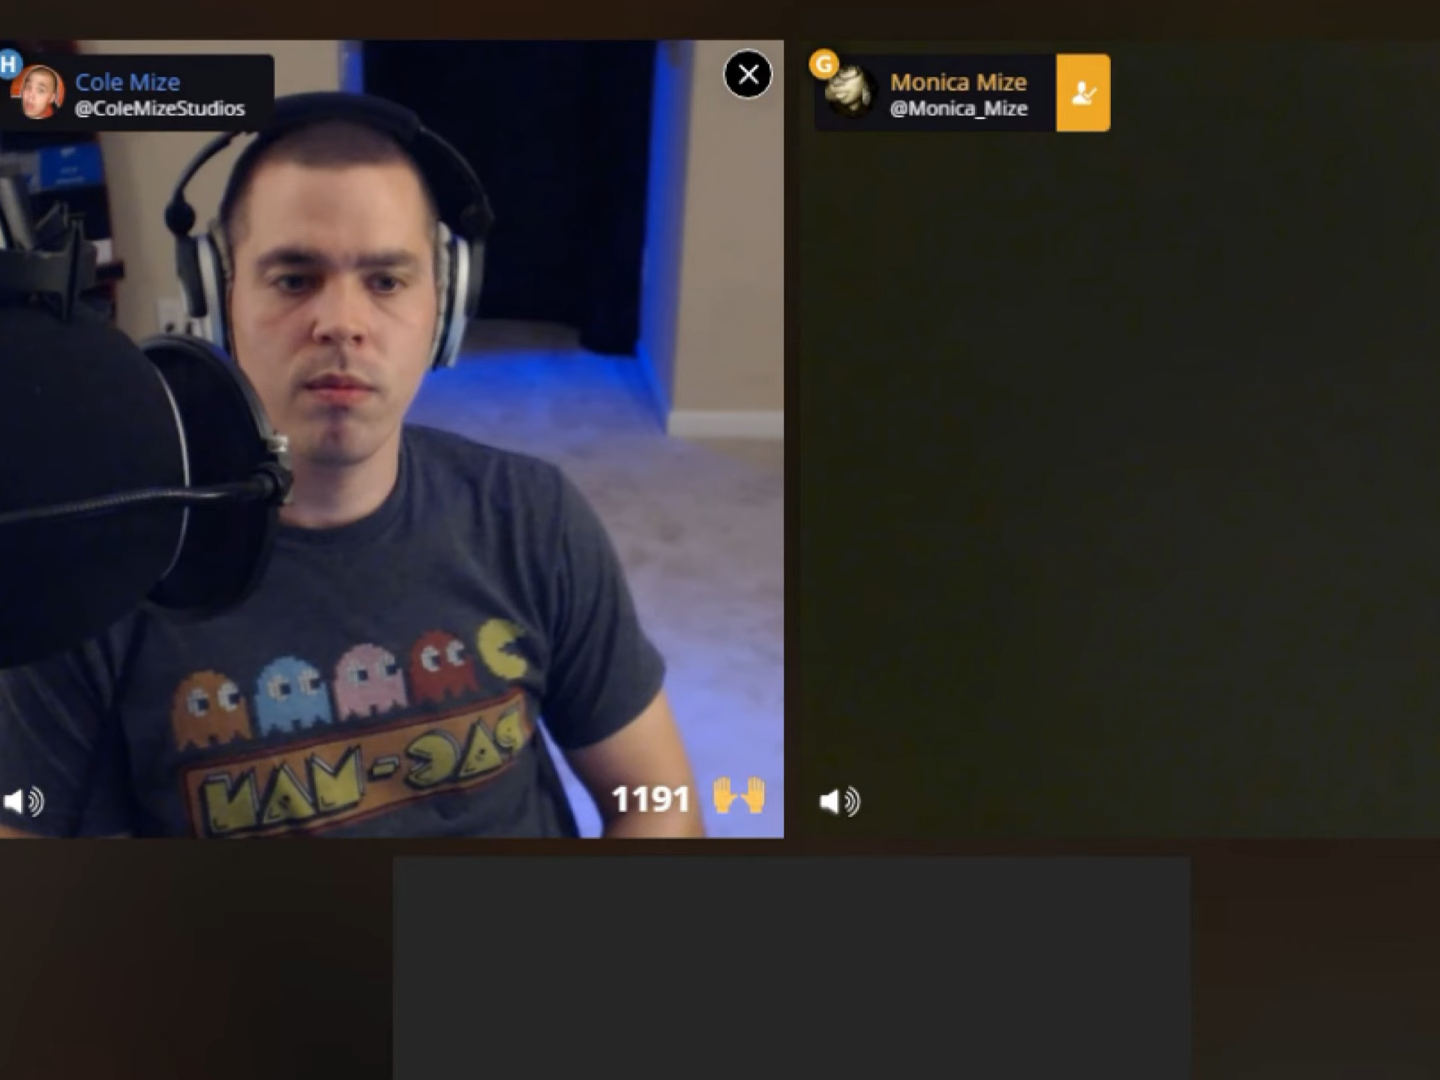 H
Cole Mize
@ColeMizeStudios
G
Monica Mize
@Monica_Mize
PAC-MAN
1191